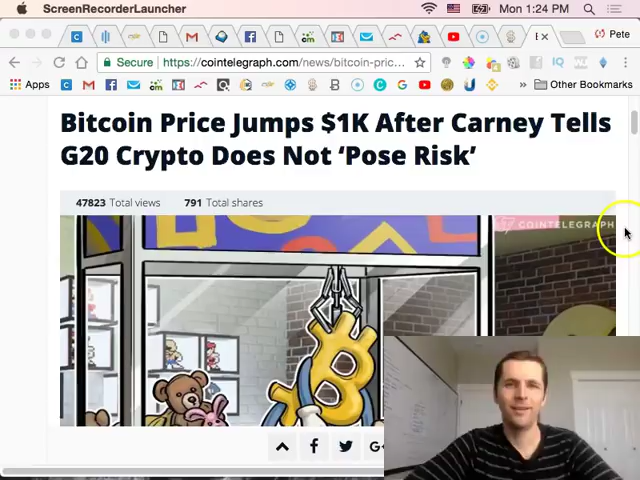 ScreenRecorderLauncher
Mon 1:24 PM
Pete
Secure
https://cointelegraph.com/news/bitcoin-pric...
Apps
Other Bookmarks
Bitcoin Price Jumps $1K After Carney Tells
G20 Crypto Does Not ‘Pose Risk’
47823 Total views 791 Total shares
COINTELEGRAPH